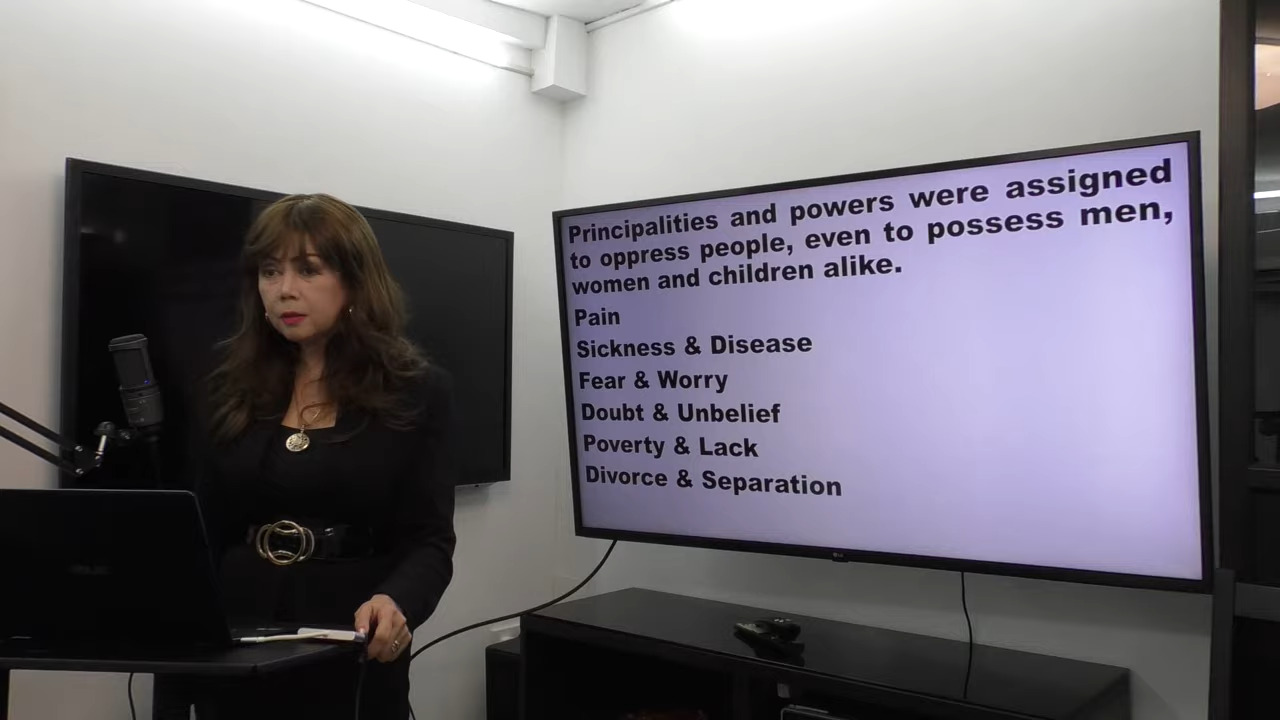 Principalities and powers were assigned
to oppress people, even to possess men,
women and children alike.
Pain
Sickness & Disease
Fear & Worry
Doubt & Unbelief
Poverty & Lack
Divorce & Separation
LG